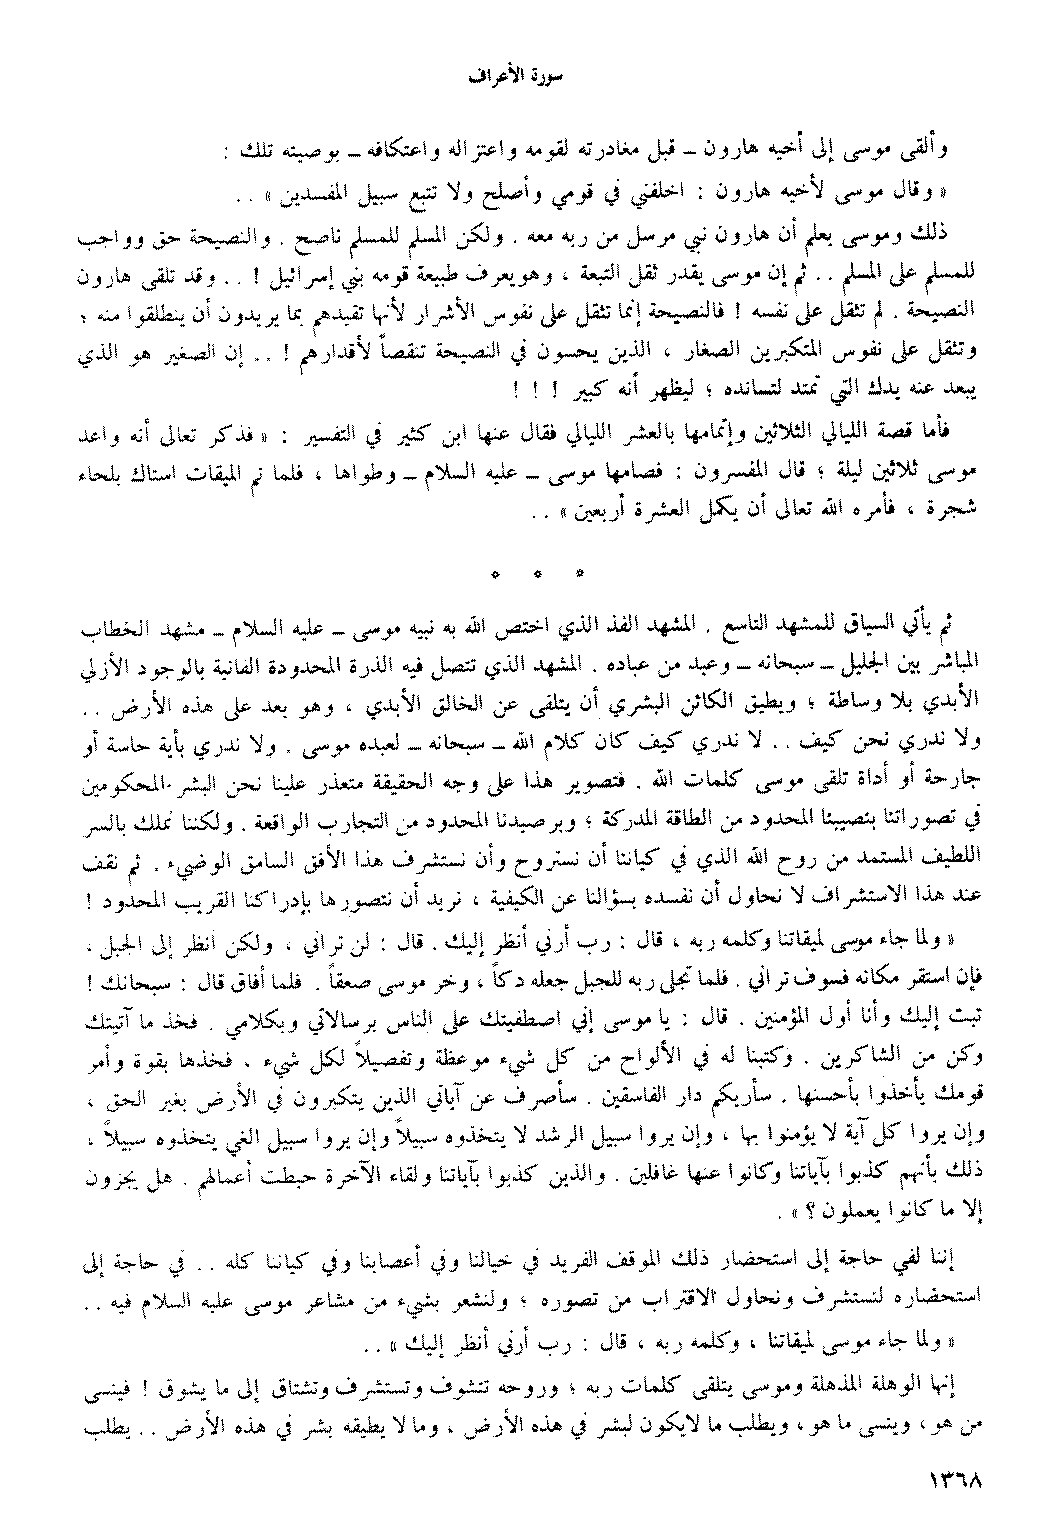 سورة الأعراف
وألقى موسى إلى أخيه هارون – قبل مغادرته لقومه واعتزاله واعتكافه – بوصيته تلك :
« وقال موسى لأخيه هارون : اخلفني في قومي وأصلح ولا تتبع سبيل المفسدين » . .
ذلك وموسى يعلم أن هارون نبي مرسل من ربه معه . ولكن المسلم للمسلم ناصح . والنصيحة حق وواجب
للمسلم على المسلم . . ثم إن موسى يقدر ثقل التبعة ، وهو يعرف طبيعة قومه بني إسرائيل ! . . وقد تلقى هارون
النصيحة . لم تثقل على نفسه ! فالنصيحة إنما تثقل على نفوس الأشرار لأنها تقيدهم بما يريدون أن ينطلقوا منه ؛
وتثقل على نفوس المتكبرين الصغار ، الذين يحسون في النصيحة تنقصاً لأقدارهم ! . . إن الصغير هو الذي
يبعد عنه يدك التي تمتد لتسانده ؛ ليظهر أنه كبير ! ! !
فأما قصة الليالي الثلاثين وإتمامها بالعشر الليالي فقال عنها ابن كثير في التفسير : « فذكر تعالى أنه واعد
موسى ثلاثين ليلة ؛ قال المفسرون : فصامها موسى – عليه السلام – وطواها ، فلما تم الميقات استاك بلحاء
شجرة ، فأمره الله تعالى أن يكمل العشرة أربعين » . .
* * *
ثم يأتي السياق للمشهد التاسع . المشهد الفذ الذي اختص الله به نبيه موسى – عليه السلام – مشهد الخطاب
المباشر بين الجليل – سبحانه – وعبد من عباده . المشهد الذي تتصل فيه الذرة المحدودة الفانية بالوجود الأزلي
الأبدي بلا وساطة ؛ ويطيق الكائن البشري أن يتلقى عن الخالق الأبدي ، وهو بعد على هذه الأرض . .
ولا ندري نحن كيف . . لا ندري كيف كان كلام الله – سبحانه – لعبده موسى . ولا ندري بأية حاسة أو
جارحة أو أداة تلقى موسى كلمات الله . فتصوير هذا على وجه الحقيقة متعذر علينا نحن البشر المحكومين
في تصوراتنا بنصيبنا المحدود من الطاقة المدركة ؛ وبرصيدنا المحدود من التجارب الواقعة . ولكننا نملك بالسر
اللطيف المستمد من روح الله الذي في كياننا أن نستروح وأن نستشرف هذا الأفق السامق الوضيء . ثم نقف
عند هذا الاستشراف لا نحاول أن نفسده بسؤالنا عن الكيفية ، نريد أن نتصورها بإدراكنا القريب المحدود !
« ولما جاء موسى لميقاتنا وكلمه ربه ، قال : رب أرني أنظر إليك . قال : لن تراني ، ولكن انظر إلى الجبل ،
فإن استقر مكانه فسوف تراني . فلما تجلى ربه للجبل جعله دكاً ، وخر موسى صعقاً . فلما أفاق قال : سبحانك !
تبت إليك وأنا أول المؤمنين . قال : يا موسى إني اصطفيتك على الناس برسالاتي وبكلامي . فخذ ما آتيتك
وكن من الشاكرين . وكتبنا له في الألواح من كل شيء موعظة وتفصيلاً لكل شيء ، فخذها بقوة وأمر
قومك يأخذوا بأحسنها . سأريكم دار الفاسقين . سأصرف عن آياتي الذين يتكبرون في الأرض بغير الحق ،
وإن يروا كل آية لا يؤمنوا بها ، وإن يروا سبيل الرشد لا يتخذوه سبيلاً وإن يروا سبيل الغي يتخذوه سبيلاً ،
ذلك بأنهم كذبوا بآياتنا وكانوا عنها غافلين . والذين كذبوا بآياتنا ولقاء الآخرة حبطت أعمالهم . هل يجزون
إلا ما كانوا يعملون ؟ » .
إننا لفي حاجة إلى استحضار ذلك الموقف الفريد في خيالنا وفي أعصابنا وفي كياننا كله . . في حاجة إلى
استحضاره لنستشرف ونحاول الاقتراب من تصوره ؛ ولنشعر بشيء من مشاعر موسى عليه السلام فيه . .
« ولما جاء موسى لميقاتنا ، وكلمه ربه ، قال : رب أرني أنظر إليك » . .
إنها الوهلة المذهلة وموسى يتلقى كلمات ربه ؛ وروحه تتشوف وتستشرف وتشتاق إلى ما يشوق ! فينسى
من هو ، وينسى ما هو ، ويطلب ما لا يكون لبشر في هذه الأرض ، وما لا يطيقه بشر في هذه الأرض . . يطلب
١٣٦٨